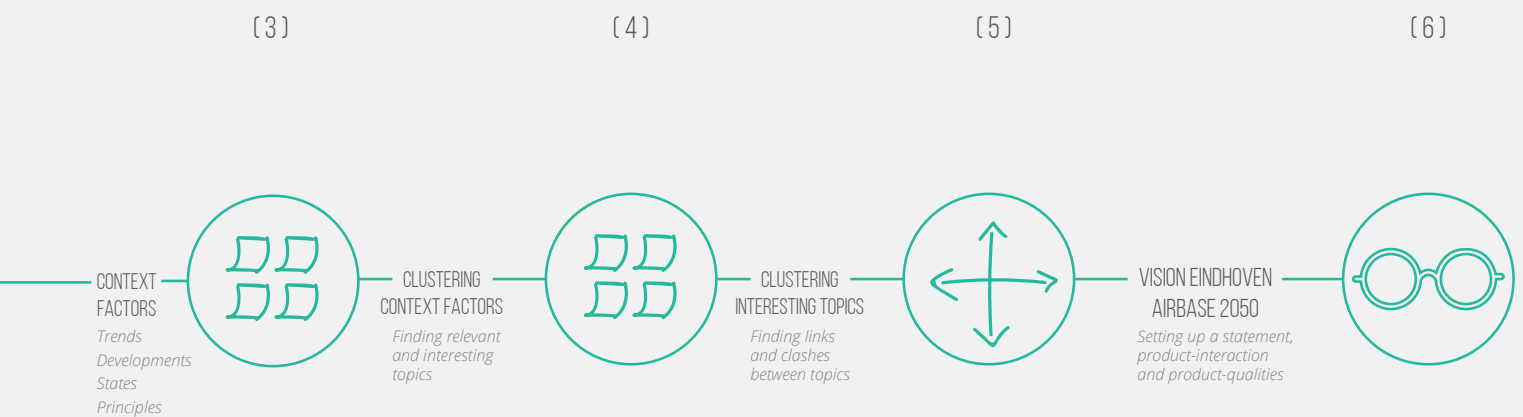 (3)
(4)
(5)
(6)
CONTEXT
FACTORS
Trends
Developments
States
Principles
CLUSTERING
CONTEXT FACTORS
Finding relevant
and interesting
topics
CLUSTERING
INTERESTING TOPICS
Finding links
and clashes
between topics
VISION EINDHOVEN
AIRBASE 2050
Setting up a statement,
product-interaction
and product-qualities